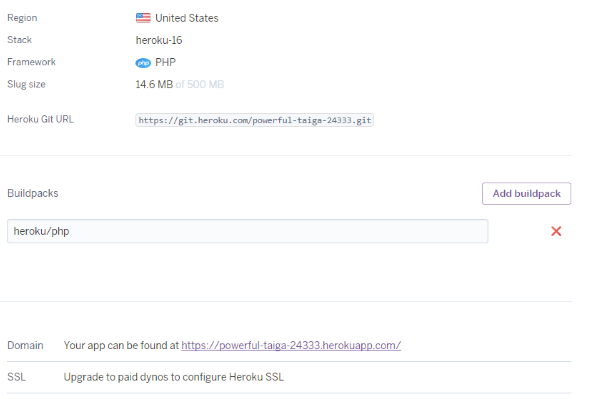 Region United States
Stack heroku-16
Framework php PHP
Slug size 14.6 MB of 500 MB
Heroku Git URL https://git.heroku.com/powerful-taiga-24333.git
Buildpacks Add buildpack
heroku/php
Domain Your app can be found at https://powerful-taiga-24333.herokuapp.com/
SSL Upgrade to paid dynos to configure Heroku SSL